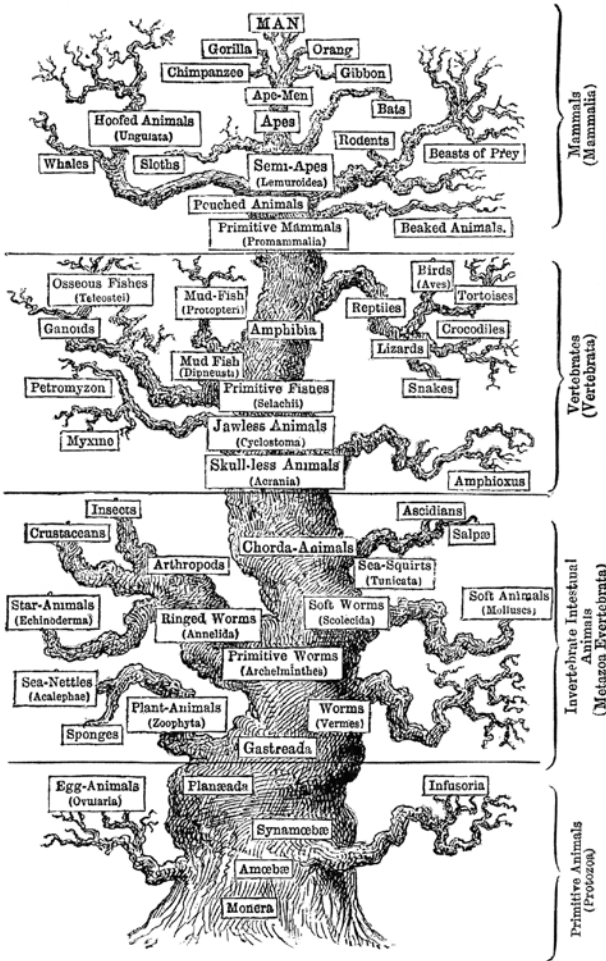 MAN
Gorilla
Orang
Chimpanzee
Gibbon
Ape-Men
Bats
Hoofed Animals
(Ungulata)
Apes
Rodents
Whales
Sloths
Semi-Apes
(Lemuroidea)
Beasts of Prey
Pouched Animals
Primitive Mammals
(Promammalia)
Beaked Animals.
Mammals
(Mammalia)
Osseous Fishes
(Teleostei)
Mud-Fish
(Protopteri)
Birds
(Aves)
Tortoises
Ganoids
Amphibia
Reptiles
Crocodiles
Mud Fish
(Dipneusti)
Lizards
Petromyzon
Primitive Fishes
(Selachii)
Snakes
Myxine
Jawless Animals
(Cyclostoma)
Skull-less Animals
(Acrania)
Amphioxus
Vertebrates
(Vertebrata)
Insects
Ascidians
Crustaceans
Salpæ
Arthropods
Chorda-Animals
Sea-Squirts
(Tunicata)
Star-Animals
(Echinoderma)
Ringed Worms
(Annelida)
Soft Worms
(Scolecida)
Soft Animals
(Molluscs)
Primitive Worms
(Archelminthes)
Sea-Nettles
(Acalephae)
Plant-Animals
(Zoophyta)
Worms
(Vermes)
Sponges
Gastreada
Invertebrate Intestinal
Animals
(Metazoa Evertebrata)
Egg-Animals
(Ovularia)
Planæada
Infusoria
Synamœbæ
Amœbæ
Monera
Primitive Animals
(Protozoa)